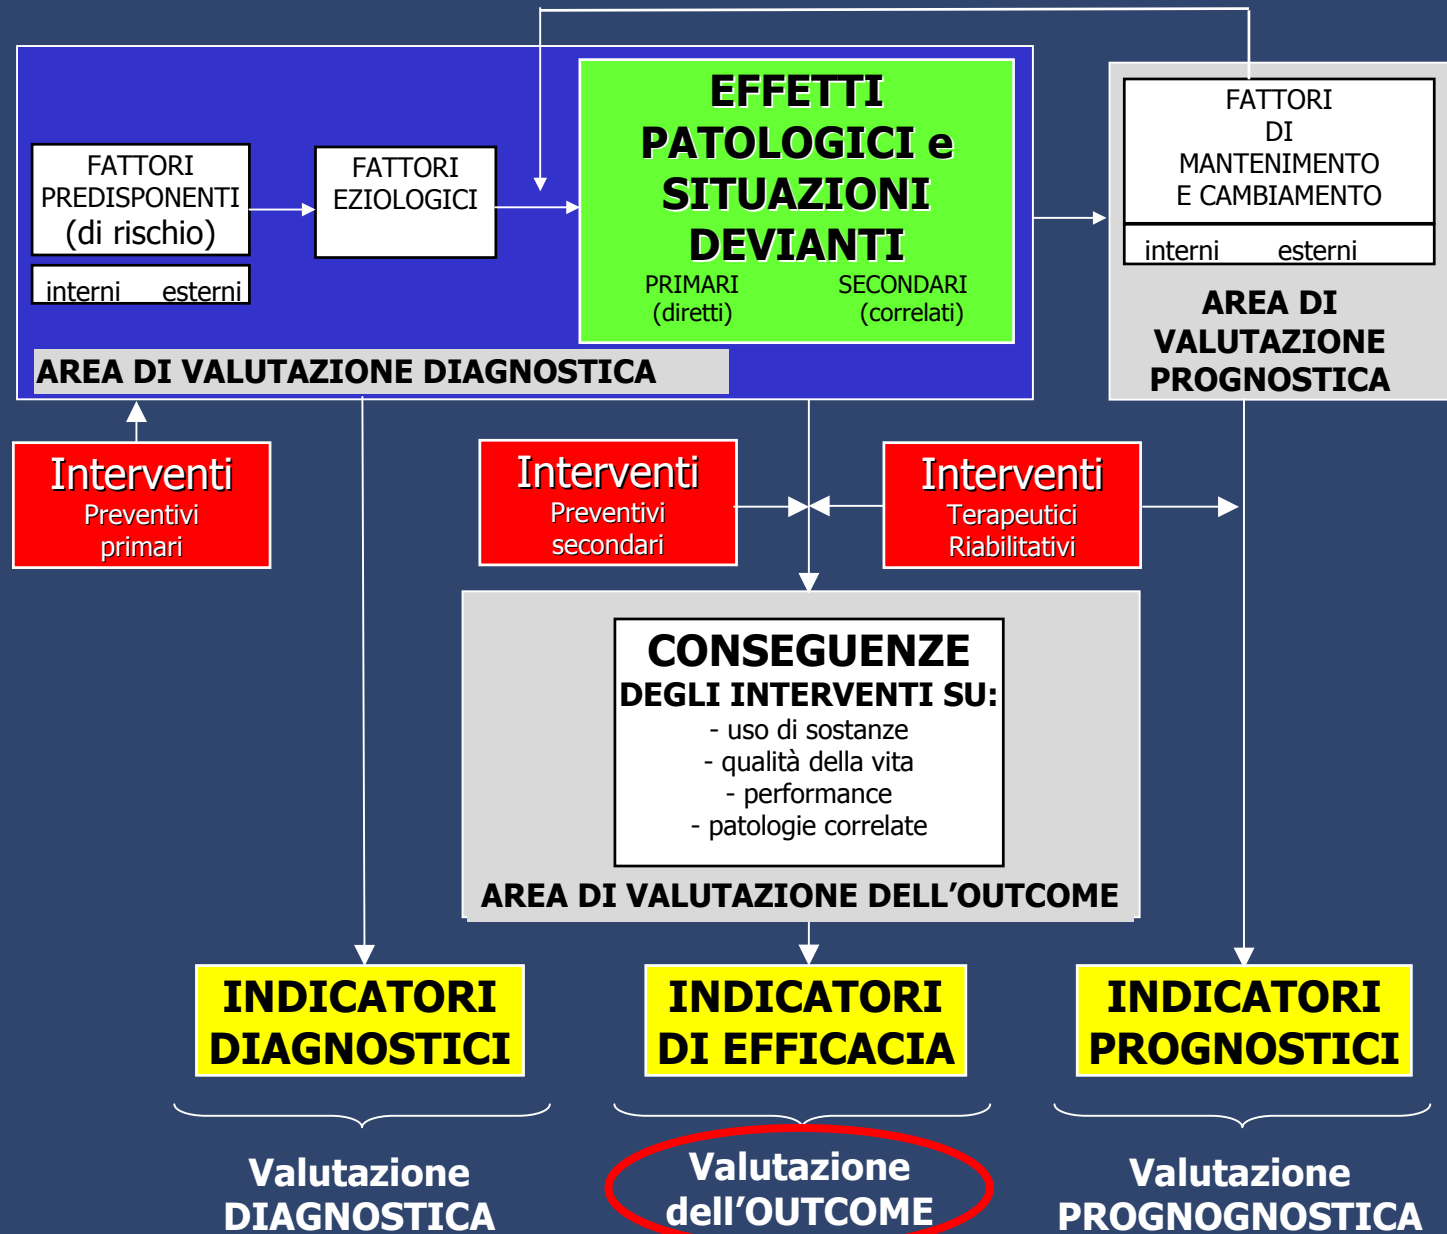 FATTORI
PREDISPONENTI
(di rischio)
interni esterni
FATTORI
EZIOLOGICI
EFFETTI
PATOLOGICI e
SITUAZIONI
DEVIANTI
PRIMARI SECONDARI
(diretti) (correlati)
AREA DI VALUTAZIONE DIAGNOSTICA
FATTORI
DI
MANTENIMENTO
E CAMBIAMENTO
interni esterni
AREA DI
VALUTAZIONE
PROGNOSTICA
Interventi
Preventivi
primari
Interventi
Preventivi
secondari
Interventi
Terapeutici
Riabilitativi
CONSEGUENZE
DEGLI INTERVENTI SU:
- uso di sostanze
- qualità della vita
- performance
- patologie correlate
AREA DI VALUTAZIONE DELL’OUTCOME
INDICATORI
DIAGNOSTICI
INDICATORI
DI EFFICACIA
INDICATORI
PROGNOSTICI
Valutazione
DIAGNOSTICA
Valutazione
dell’OUTCOME
Valutazione
PROGNOGNOSTICA